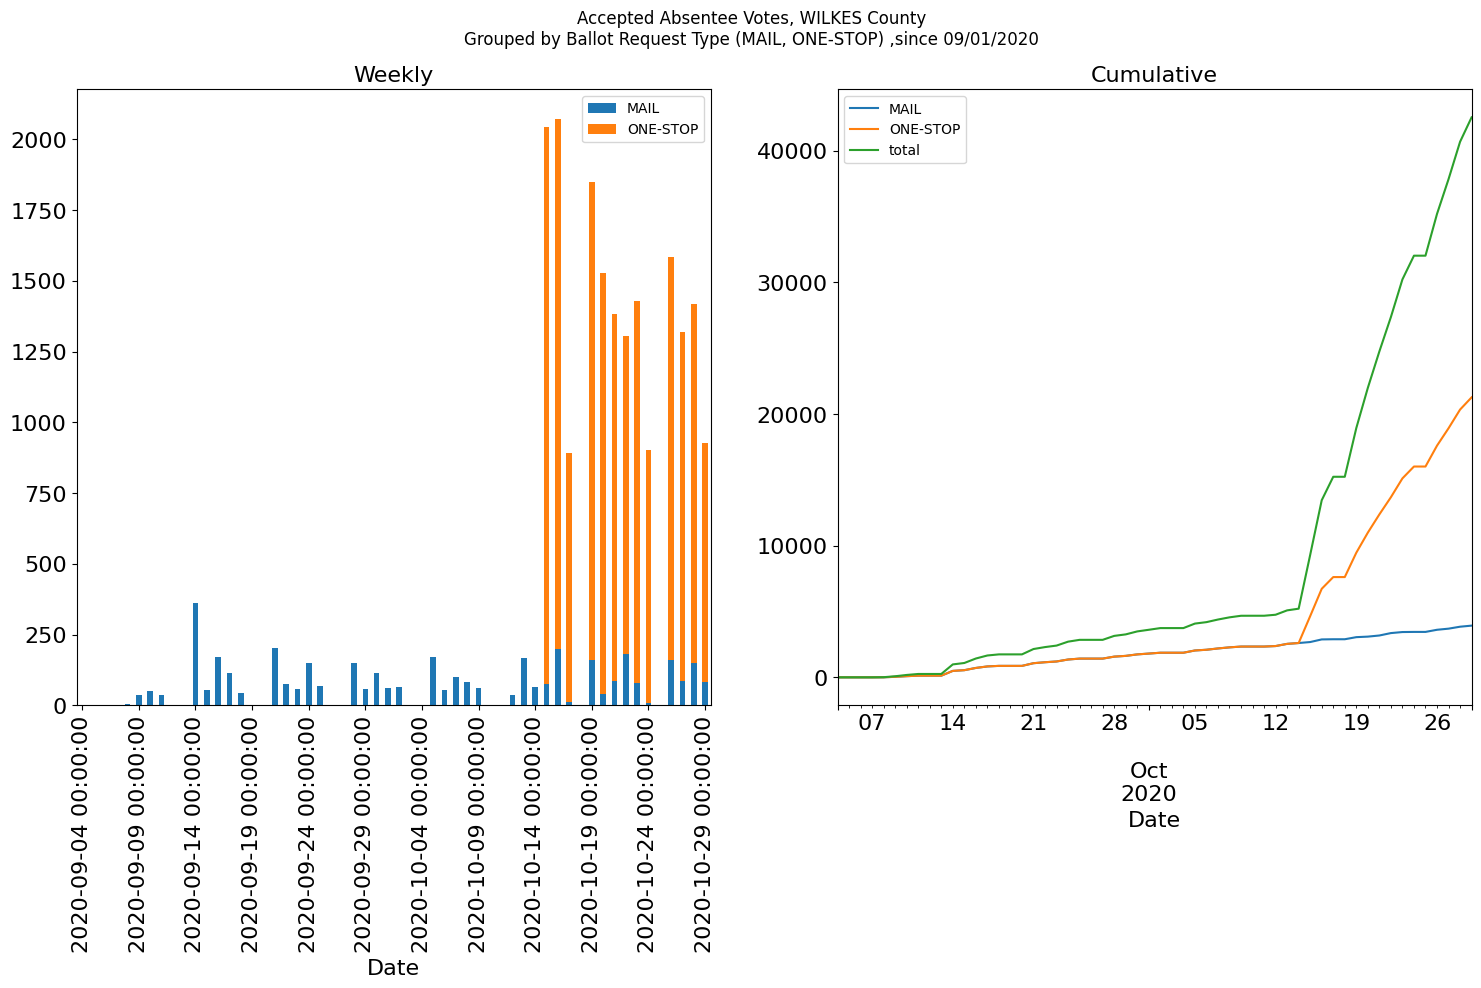 Accepted Absentee Votes, WILKES County
Grouped by Ballot Request Type (MAIL, ONE-STOP) ,since 09/01/2020
Weekly
MAIL
ONE-STOP
2000
1750
1500
1250
1000
750
500
250
0
2020-09-04 00:00:00
2020-09-09 00:00:00
2020-09-14 00:00:00
2020-09-19 00:00:00
2020-09-24 00:00:00
2020-09-29 00:00:00
2020-10-04 00:00:00
2020-10-09 00:00:00
2020-10-14 00:00:00
2020-10-19 00:00:00
2020-10-24 00:00:00
2020-10-29 00:00:00
Date
Cumulative
MAIL
ONE-STOP
total
40000
30000
20000
10000
0
07 14 21 28 05 12 19 26
Oct
2020
Date